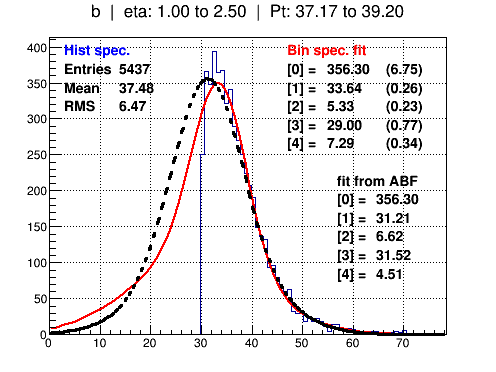 b | eta: 1.00 to 2.50 | Pt: 37.17 to 39.20
Hist spec.
Entries 5437
Mean 37.48
RMS 6.47
Bin spec. fit
[0] = 356.30 (6.75)
[1] = 33.64 (0.26)
[2] = 5.33 (0.23)
[3] = 29.00 (0.77)
[4] = 7.29 (0.34)
fit from ABF
[0] = 356.30
[1] = 31.21
[2] = 6.62
[3] = 31.52
[4] = 4.51
400
350
300
250
200
150
100
50
0
0 10 20 30 40 50 60 70